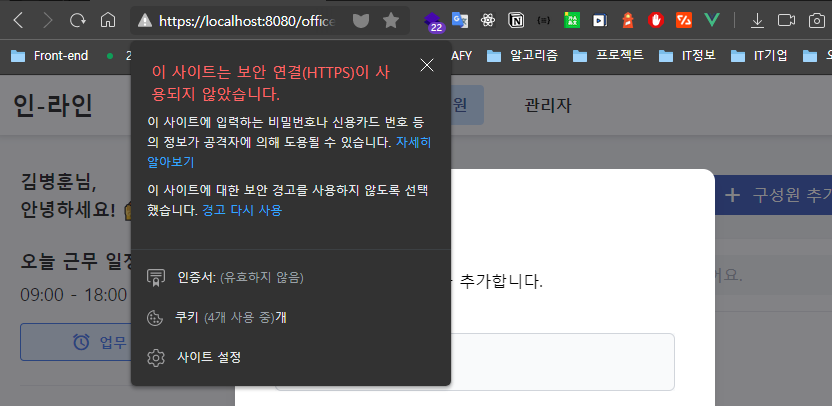 https://localhost:8080/office
22
Front-end
2
AFY
알고리즘
프로젝트
IT정보
IT기업
이 사이트는 보안 연결(HTTPS)이 사
용되지 않았습니다.
이 사이트에 입력하는 비밀번호나 신용카드 번호 등
의 정보가 공격자에 의해 도용될 수 있습니다. 자세히
알아보기
이 사이트에 대한 보안 경고를 사용하지 않도록 선택
했습니다. 경고 다시 사용
인증서: (유효하지 않음)
쿠키 (4개 사용 중)개
사이트 설정
인-라인
원
관리자
김병훈님,
안녕하세요!
구성원 추가
오늘 근무 일정
09:00 - 18:00
업무
추가합니다.
어요.